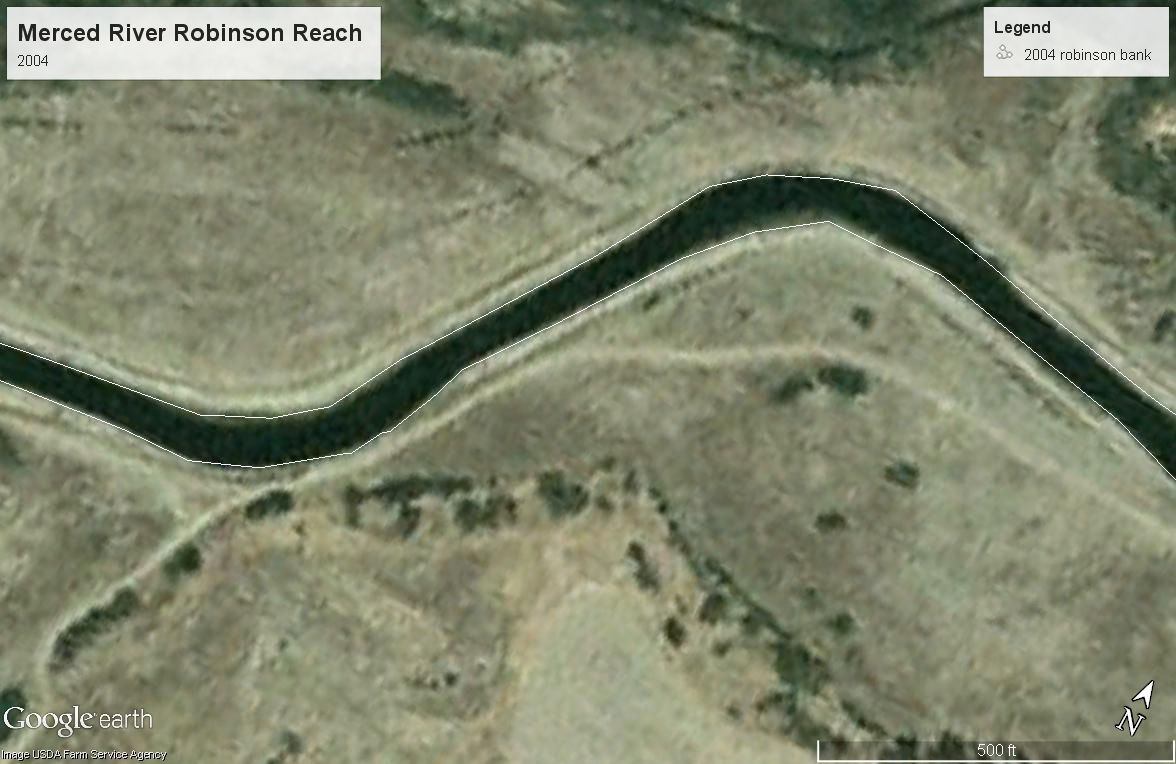 Merced River Robinson Reach
2004
Legend
2004 robinson bank
N
Google earth
Image USDA Farm Service Agency
500 ft